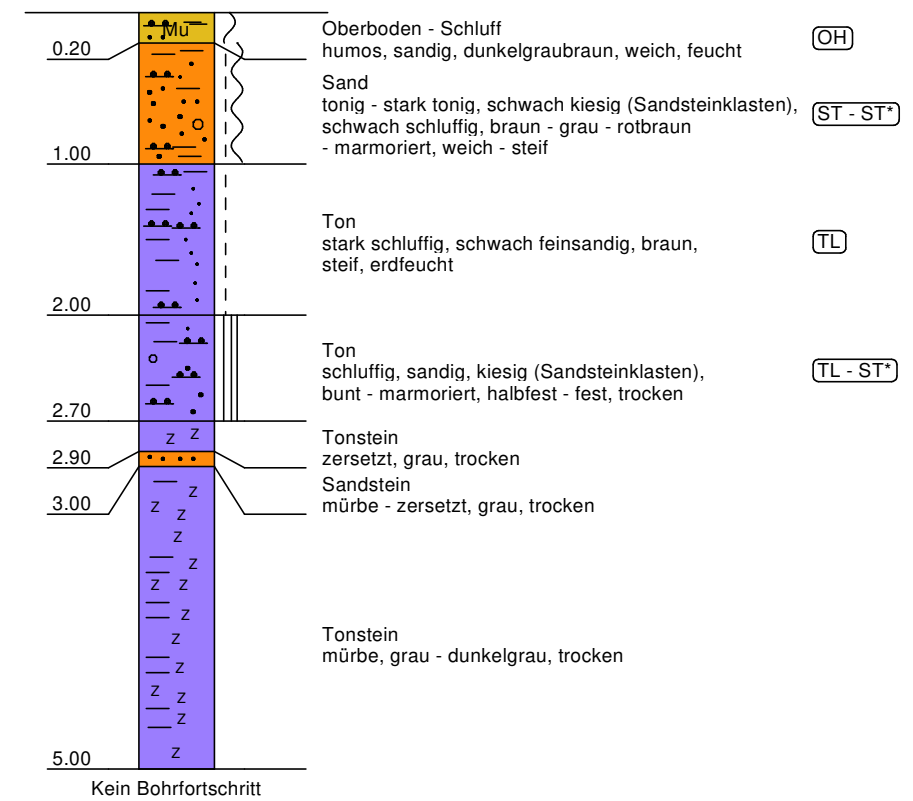 Mu
Oberboden - Schluff
0.20
humos, sandig, dunkelgraubraun, weich, feucht
OH
Sand
tonig - stark tonig, schwach kiesig (Sandsteinklasten),
schwach schluffig, braun - grau - rotbraun
- marmoriert, weich - steif
ST - ST*
1.00
Ton
stark schluffig, schwach feinsandig, braun,
steif, erdfeucht
TL
2.00
Ton
schluffig, sandig, kiesig (Sandsteinklasten),
bunt - marmoriert, halbfest - fest, trocken
TL - ST*
2.70
z z
Tonstein
zersetzt, grau, trocken
2.90
Sandstein
mürbe - zersetzt, grau, trocken
3.00
z
z
z
z
z
z z
z
z
z
z
z
z
z
Tonstein
mürbe, grau - dunkelgrau, trocken
5.00
Kein Bohrfortschritt